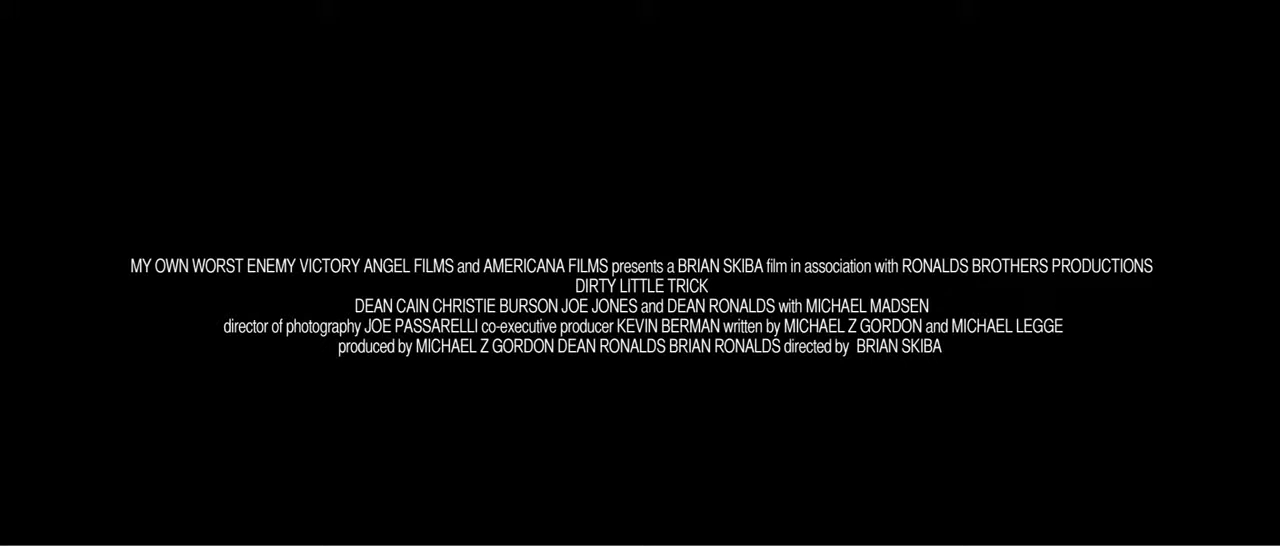 MY OWN WORST ENEMY VICTORY ANGEL FILMS and AMERICANA FILMS presents a BRIAN SKIBA film in association with RONALDS BROTHERS PRODUCTIONS
DIRTY LITTLE TRICK
DEAN CAIN CHRISTIE BURSON JOE JONES and DEAN RONALDS with MICHAEL MADSEN
director of photography JOE PASSARELLI co-executive producer KEVIN BERMAN written by MICHAEL Z GORDON and MICHAEL LEGGE
produced by MICHAEL Z GORDON DEAN RONALDS BRIAN RONALDS directed by BRIAN SKIBA